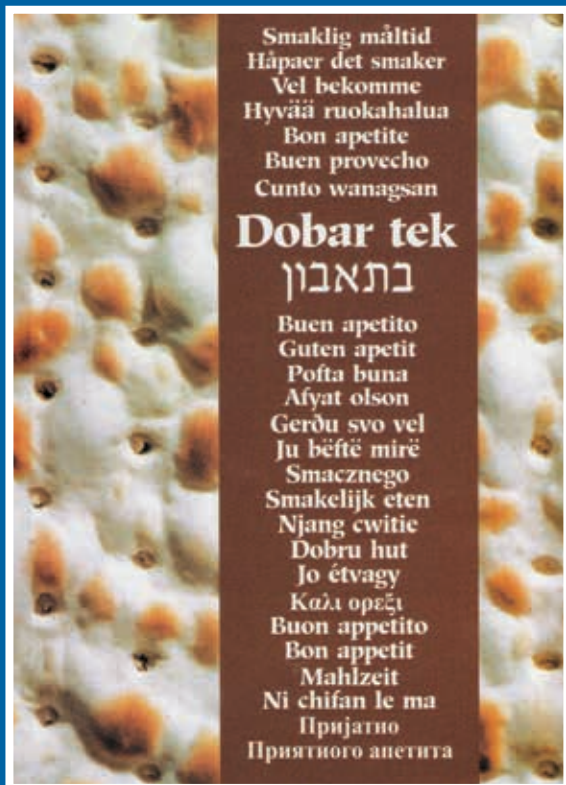 Smaklig måltid
Håpaer det smaker
Vel bekomme
Hyvää ruokahalua
Bon apetite
Buen provecho
Cunto wanagsan
Dobar tek
בתאבון
Buen apetito
Guten apetit
Pofta buna
Afyat olson
Gerðu svo vel
Ju bëftë mirë
Smacznego
Smakelijk eten
Njang cwitie
Dobru hut
Jo étvagy
Καλι ορεξι
Buon appetito
Bon appetit
Mahlzeit
Ni chifan le ma
Пријатно
Приятного апетита